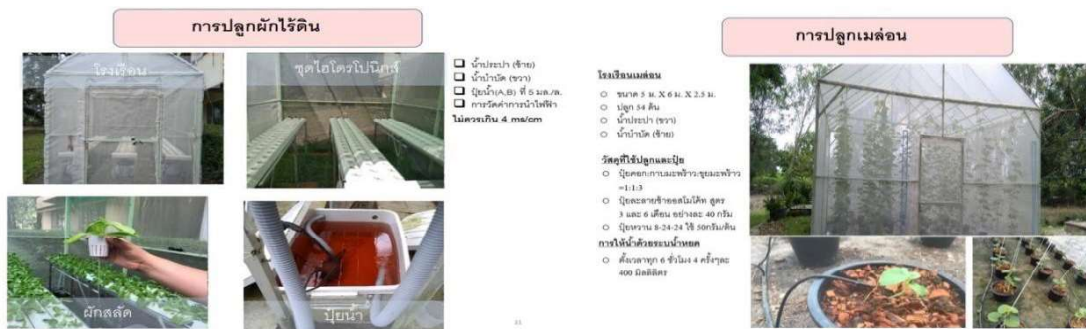 การปลูกผักไร้ดิน
โรงเรือน
ชุดไฮโดรโปนิกส์
น้ำประปา (ซ้าย)
น้ำบำบัด (ขวา)
ปุ๋ยน้ำ(A,B) ที่ 5 มล./ล.
การวัดค่าการนำไฟฟ้า
ไม่ควรเกิน 4 ms/cm
ผักสลัด
ปุ๋ยน้ำ
การปลูกเมล่อน
โรงเรือนเมล่อน
ขนาด 5 ม. X 6 ม. X 2.5 ม.
ปลูก 54 ต้น
น้ำประปา (ขวา)
น้ำบำบัด (ซ้าย)
วัสดุที่ใช้ปลูกและปุ๋ย
ปุ๋ยคอก:กาบมะพร้าว:ขุยมะพร้าว
=1:1:3
ปุ๋ยละลายช้าออสโมโค้ท สูตร
3 และ 6 เดือน อย่างละ 40 กรัม
ปุ๋ยหวาน 8-24-24 ใช้ 50กรัม/ต้น
การให้น้ำด้วยระบบน้ำหยด
ตั้งเวลาทุก 6 ชั่วโมง 4 ครั้งๆละ
400 มิลลิลิตร